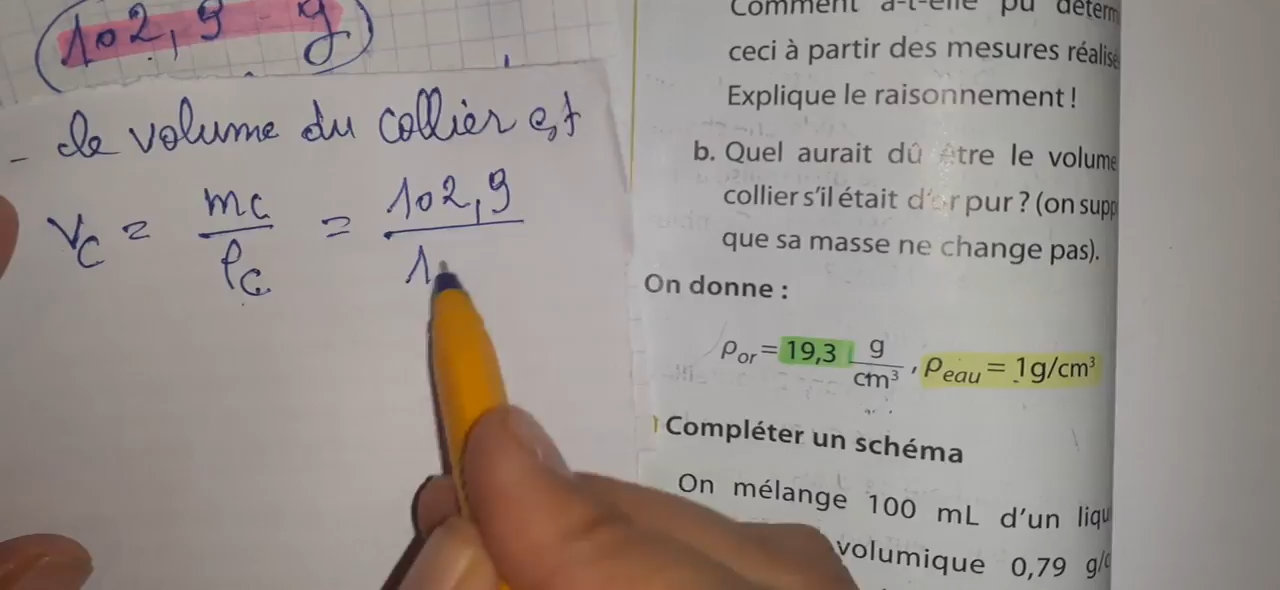 102,9 g
- le volume du collier est
Vc = mc / ρc = 102,9 / 1
Comment a-t-elle pu déterm
ceci à partir des mesures réalisé
Explique le raisonnement !
b. Quel aurait dû être le volume
collier s'il était d'or pur ? (on supp
que sa masse ne change pas).
On donne :
ρor = 19,3 g/cm³ , ρeau = 1g/cm³
Compléter un schéma
On mélange 100 mL d'un liqu
volumique 0,79 g/c